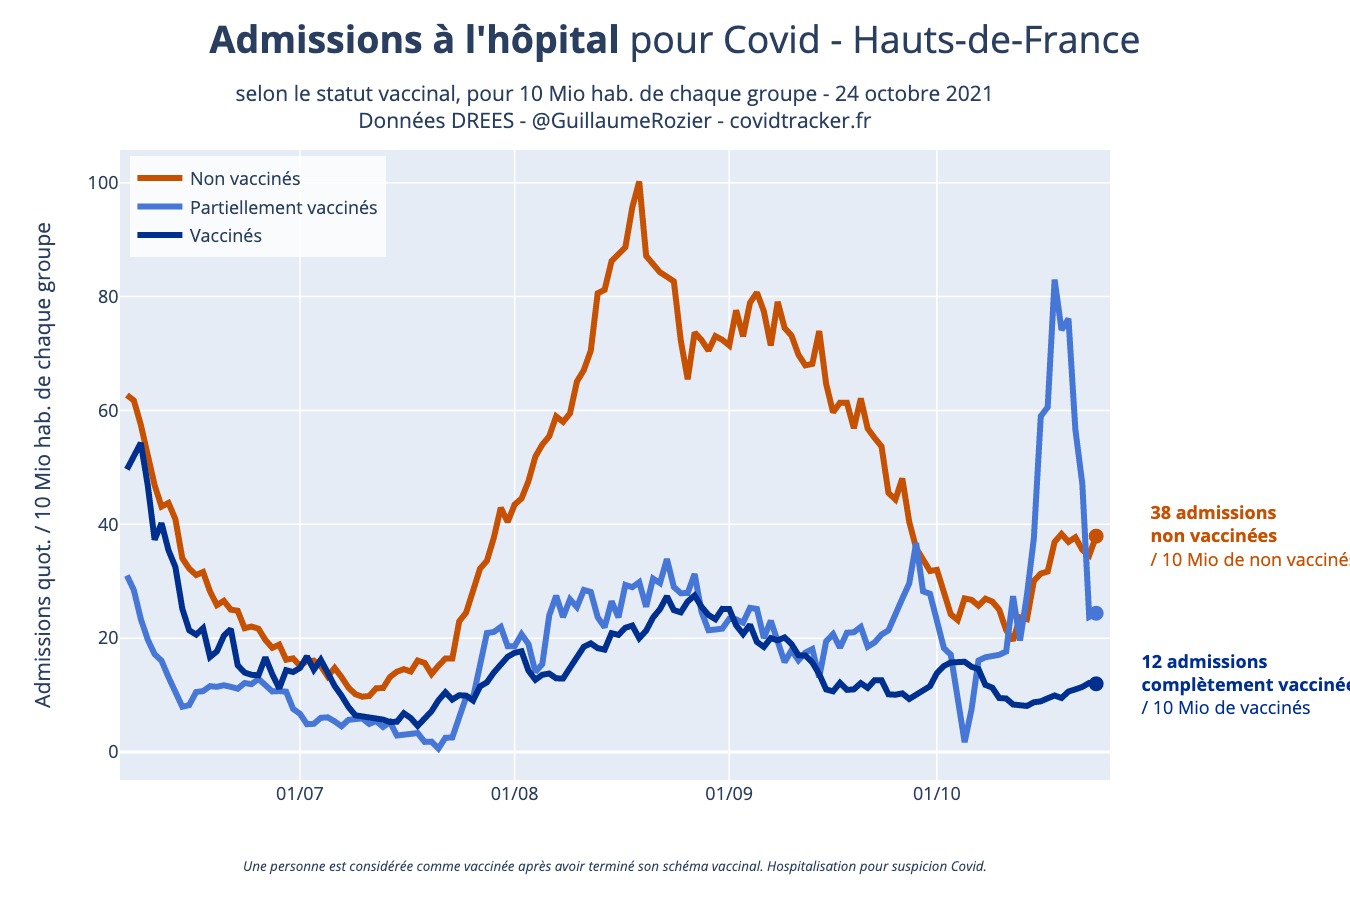 Admissions à l'hôpital pour Covid - Hauts-de-France
selon le statut vaccinal, pour 10 Mio hab. de chaque groupe - 24 octobre 2021
Données DREES - @GuillaumeRozier - covidtracker.fr
Admissions quot. / 10 Mio hab. de chaque groupe
Non vaccinés
Partiellement vaccinés
Vaccinés
100
80
60
40
20
0
01/07
01/08
01/09
01/10
38 admissions
non vaccinées
/ 10 Mio de non vacciné
12 admissions
complètement vacciné
/ 10 Mio de vaccinés
Une personne est considérée comme vaccinée après avoir terminé son schéma vaccinal. Hospitalisation pour suspicion Covid.